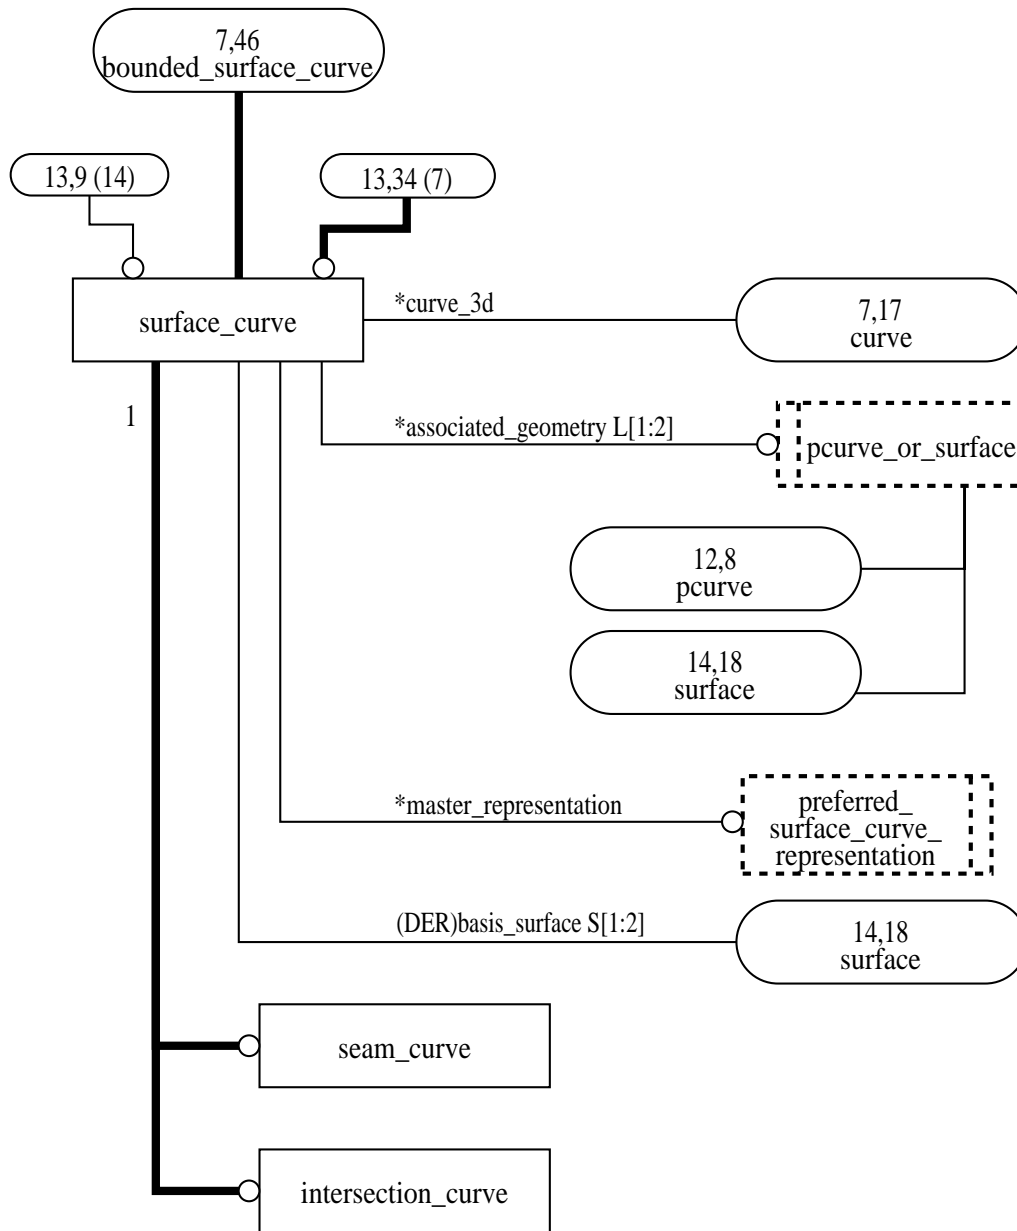 7,46
bounded_surface_curve
13,9 (14)
13,34 (7)
surface_curve
*curve_3d
7,17
curve
1
*associated_geometry L[1:2]
pcurve_or_surface
12,8
pcurve
14,18
surface
*master_representation
preferred_
surface_curve_
representation
(DER)basis_surface S[1:2]
14,18
surface
seam_curve
intersection_curve